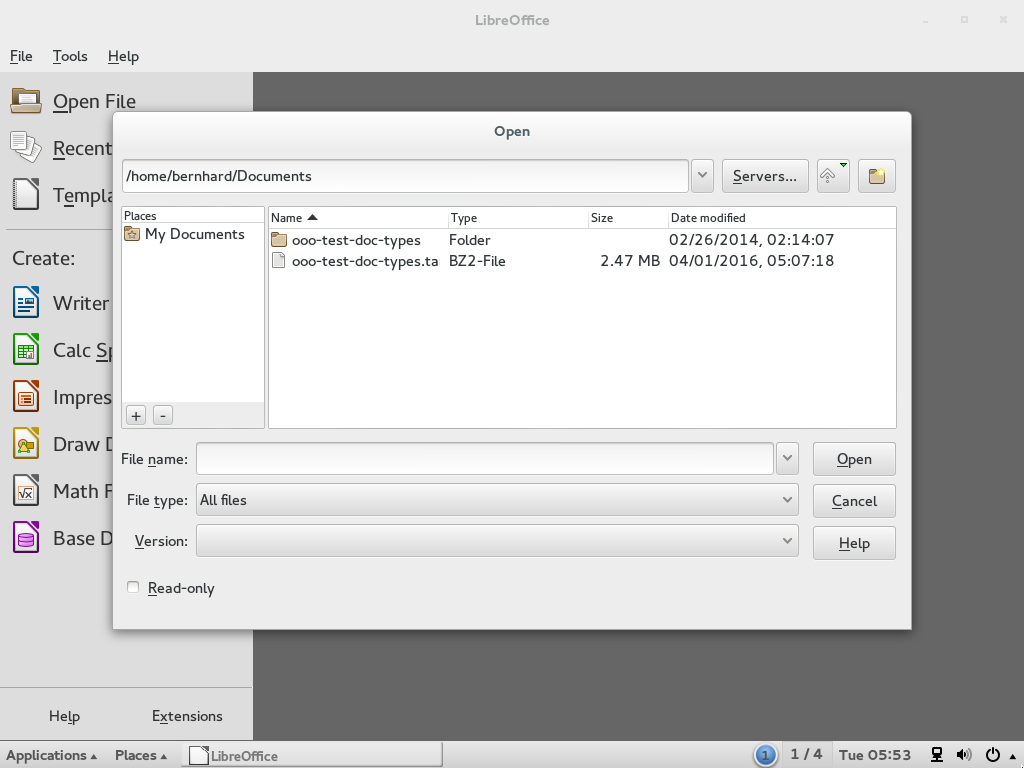 LibreOffice
File Tools Help
Open File
Recent
Templa
Create:
Writer
Calc Sp
Impres
Draw D
Math F
Base D
Help Extensions
Open
/home/bernhard/Documents
Servers...
Places
My Documents
+ -
Name Type Size Date modified
ooo-test-doc-types Folder 02/26/2014, 02:14:07
ooo-test-doc-types.ta BZ2-File 2.47 MB 04/01/2016, 05:07:18
File name: Open
File type: All files Cancel
Version: Help
Read-only
Applications Places LibreOffice 1 1 / 4 Tue 05:53